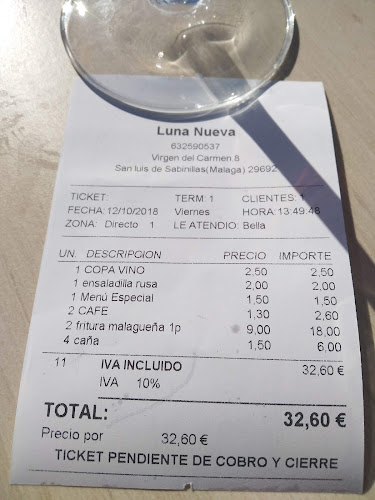 Luna Nueva
632590537
Virgen del Carmen 8
San luis de Sabinillas(Malaga) 29692
TICKET: TERM: 1 CLIENTES: 1
FECHA: 12/10/2018 Viernes HORA: 13:49:48
ZONA: Directo 1 LE ATENDIO: Bella
UN. DESCRIPCION PRECIO IMPORTE
1 COPA VINO 2,50 2,50
1 ensaladilla rusa 2,00 2,00
1 Menú Especial 1,50 1,50
2 CAFE 1,30 2,60
2 fritura malagueña 1p 9,00 18,00
4 caña 1,50 6,00
11 IVA INCLUIDO 32,60 €
IVA 10%
TOTAL: 32,60 €
Precio por 32,60 €
TICKET PENDIENTE DE COBRO Y CIERRE